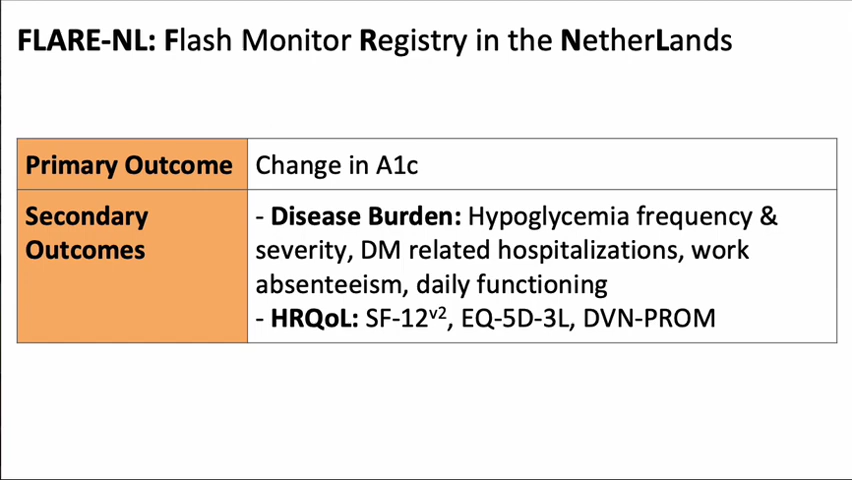 FLARE-NL: Flash Monitor Registry in the NetherLands
Primary Outcome
Change in A1c
Secondary
Outcomes
- Disease Burden: Hypoglycemia frequency &
severity, DM related hospitalizations, work
absenteeism, daily functioning
- HRQoL: SF-12v2, EQ-5D-3L, DVN-PROM